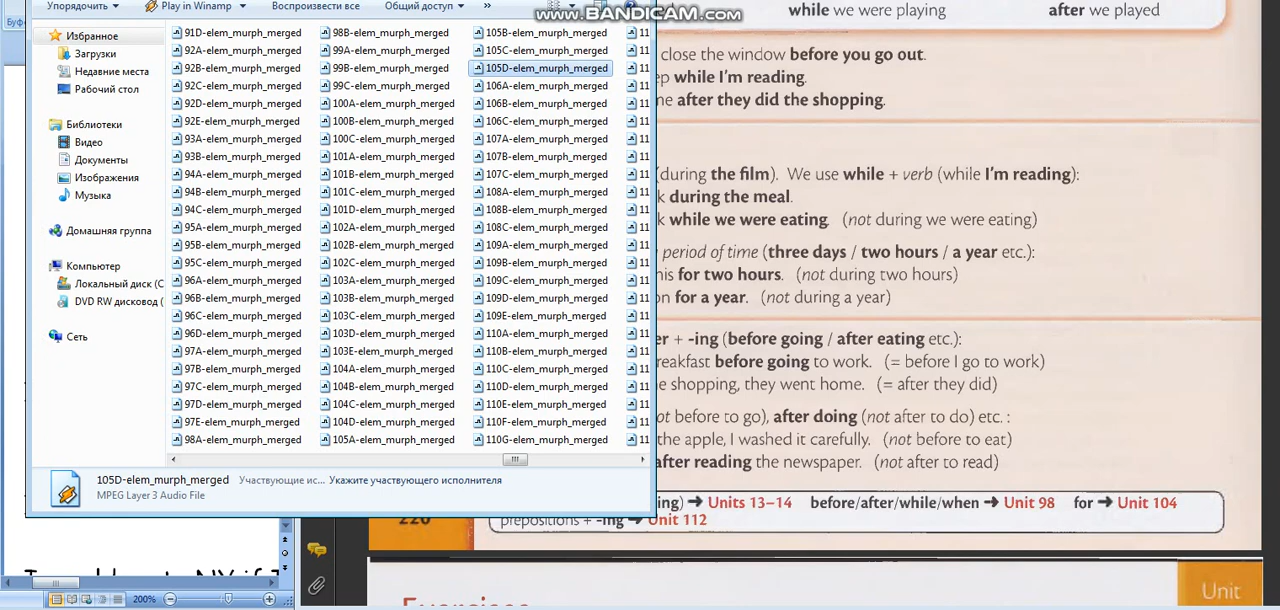 www.BANDICAM.com
Упорядочить
Play in Winamp
Воспроизвести все
Общий доступ
»
Избранное
Загрузки
Недавние места
Рабочий стол
Библиотеки
Видео
Документы
Изображения
Музыка
Домашняя группа
Компьютер
Локальный диск (C
DVD RW дисковод (
Сеть
91D-elem_murph_merged
92A-elem_murph_merged
92B-elem_murph_merged
92C-elem_murph_merged
92D-elem_murph_merged
92E-elem_murph_merged
93A-elem_murph_merged
93B-elem_murph_merged
94A-elem_murph_merged
94B-elem_murph_merged
94C-elem_murph_merged
95A-elem_murph_merged
95B-elem_murph_merged
95C-elem_murph_merged
96A-elem_murph_merged
96B-elem_murph_merged
96C-elem_murph_merged
96D-elem_murph_merged
97A-elem_murph_merged
97B-elem_murph_merged
97C-elem_murph_merged
97D-elem_murph_merged
97E-elem_murph_merged
98A-elem_murph_merged
98B-elem_murph_merged
99A-elem_murph_merged
99B-elem_murph_merged
99C-elem_murph_merged
100A-elem_murph_merged
100B-elem_murph_merged
100C-elem_murph_merged
101A-elem_murph_merged
101B-elem_murph_merged
101C-elem_murph_merged
101D-elem_murph_merged
102A-elem_murph_merged
102B-elem_murph_merged
102C-elem_murph_merged
103A-elem_murph_merged
103B-elem_murph_merged
103C-elem_murph_merged
103D-elem_murph_merged
103E-elem_murph_merged
104A-elem_murph_merged
104B-elem_murph_merged
104C-elem_murph_merged
104D-elem_murph_merged
105A-elem_murph_merged
105B-elem_murph_merged
105C-elem_murph_merged
105D-elem_murph_merged
106A-elem_murph_merged
106B-elem_murph_merged
106C-elem_murph_merged
107A-elem_murph_merged
107B-elem_murph_merged
107C-elem_murph_merged
108A-elem_murph_merged
108B-elem_murph_merged
108C-elem_murph_merged
109A-elem_murph_merged
109B-elem_murph_merged
109C-elem_murph_merged
109D-elem_murph_merged
109E-elem_murph_merged
110A-elem_murph_merged
110B-elem_murph_merged
110C-elem_murph_merged
110D-elem_murph_merged
110E-elem_murph_merged
110F-elem_murph_merged
110G-elem_murph_merged
105D-elem_murph_merged Участвующие ис... Укажите участвующего исполнителя
MPEG Layer 3 Audio File
while we were playing after we played
close the window before you go out.
while I'm reading.
after they did the shopping.
(during the film). We use while + verb (while I'm reading):
during the meal.
while we were eating. (not during we were eating)
period of time (three days / two hours / a year etc.):
for two hours. (not during two hours)
for a year. (not during a year)
+ -ing (before going / after eating etc.):
before going to work. (= before I go to work)
shopping, they went home. (= after they did)
before to go), after doing (not after to do) etc. :
the apple, I washed it carefully. (not before to eat)
after reading the newspaper. (not after to read)
ing) → Units 13–14 before/after/while/when → Unit 98 for → Unit 104
prepositions + -ing → Unit 112
Exercises
Unit
200%